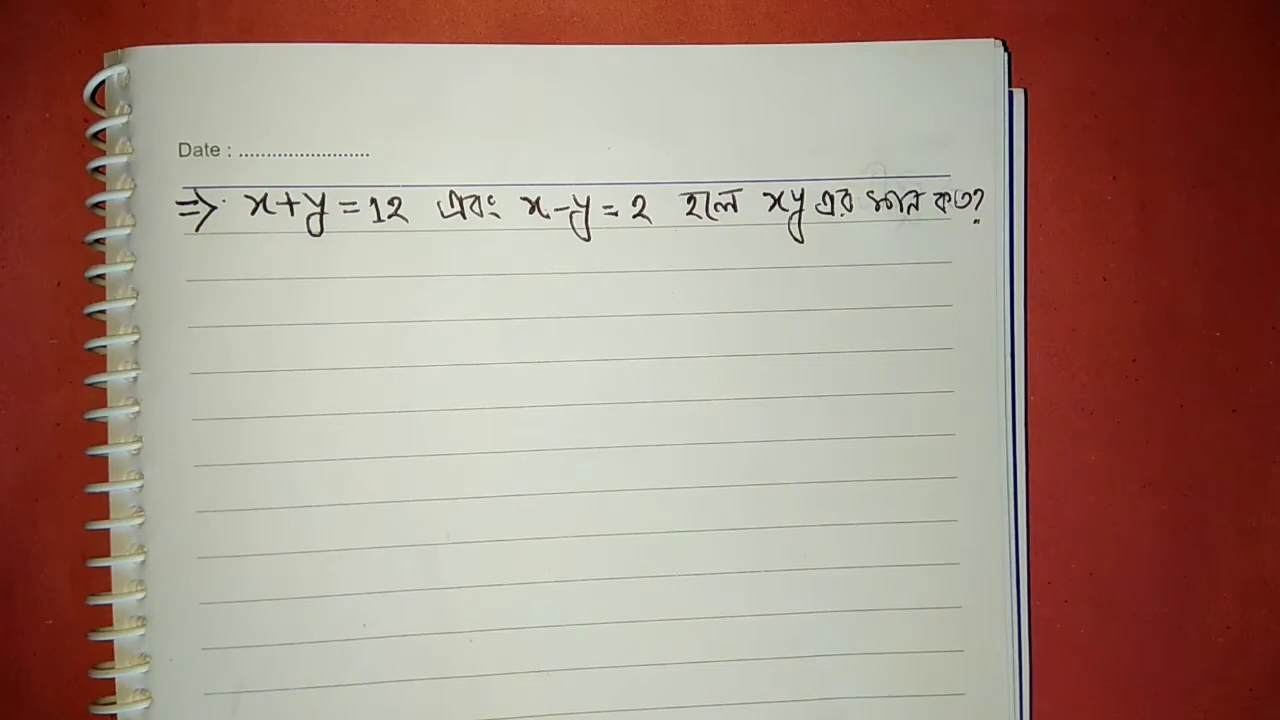 Date : ........................
⇒ x+y=12 এবং x-y=2 হলে xy এর মান কত?